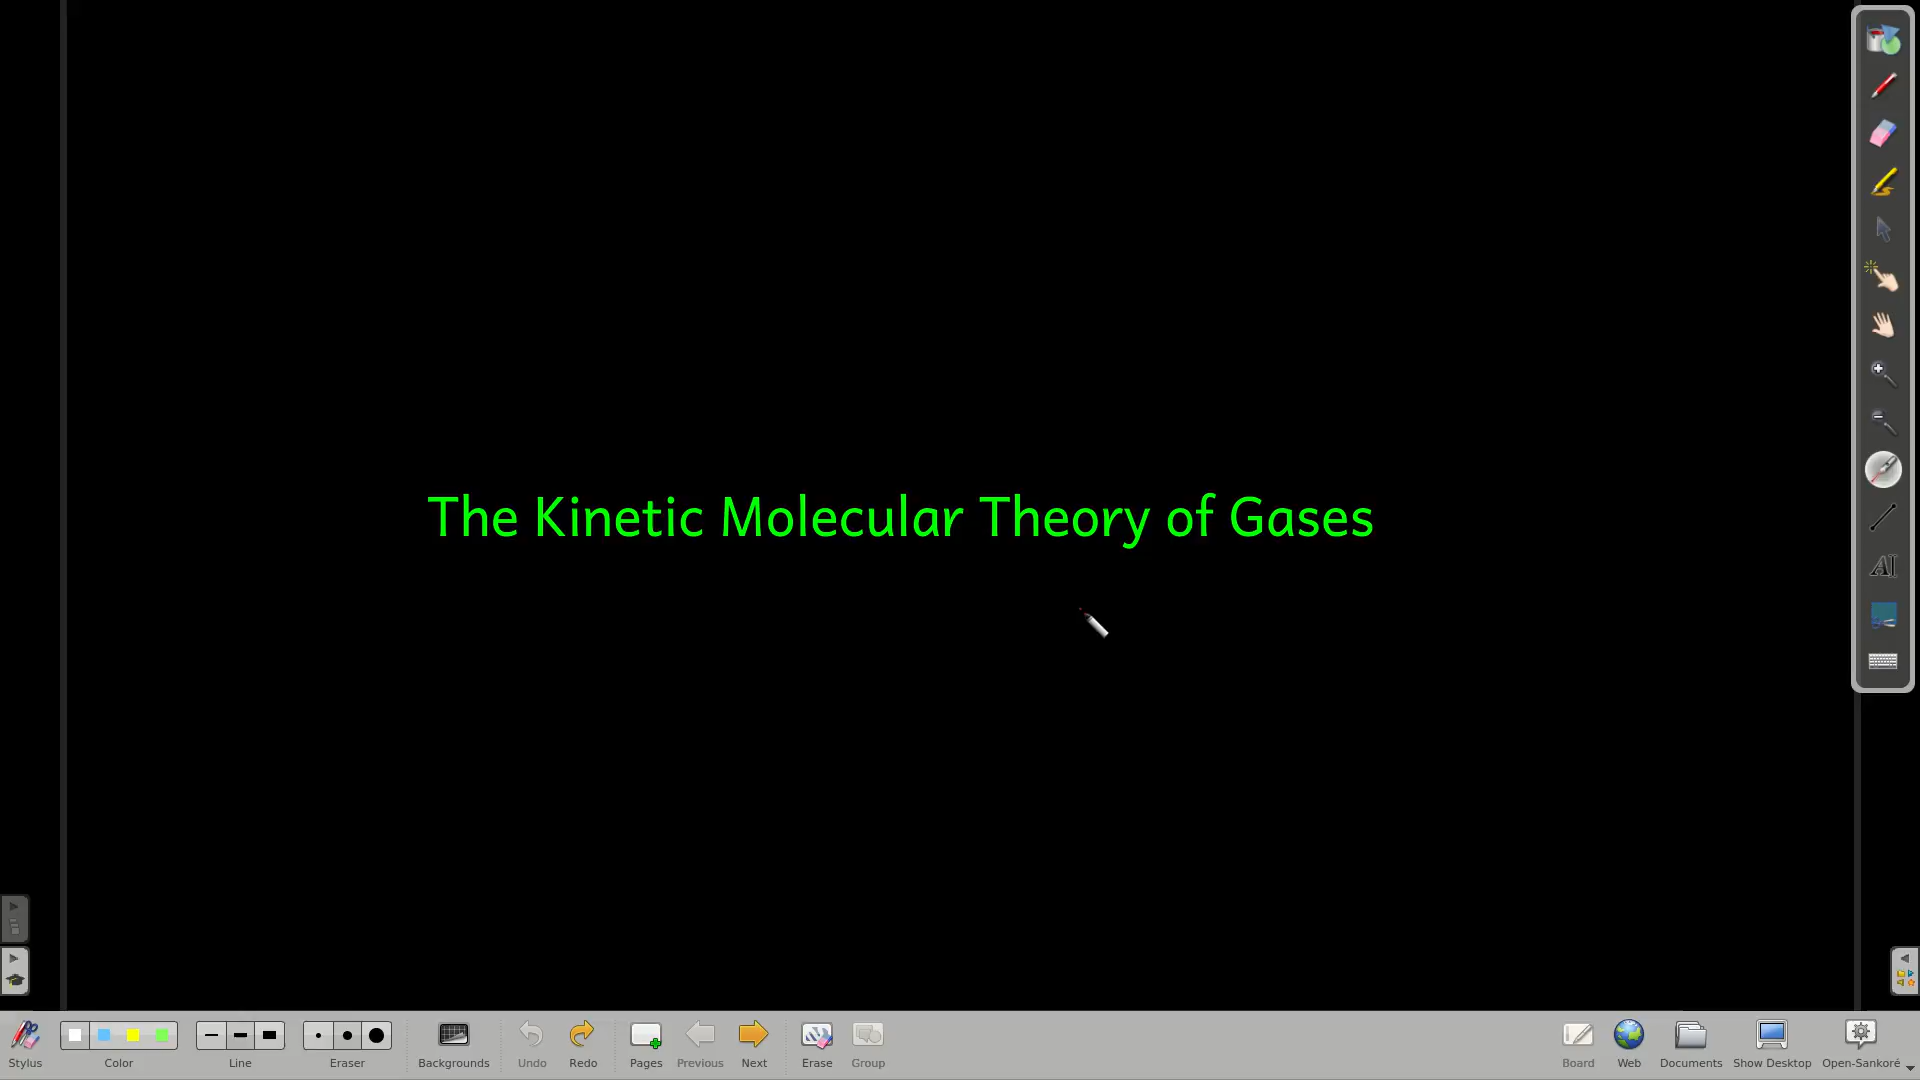 The Kinetic Molecular Theory of Gases
Stylus
Color
Line
Eraser
Backgrounds
Undo
Redo
Pages
Previous
Next
Erase
Group
Board
Web
Documents
Show Desktop
Open-Sankoré